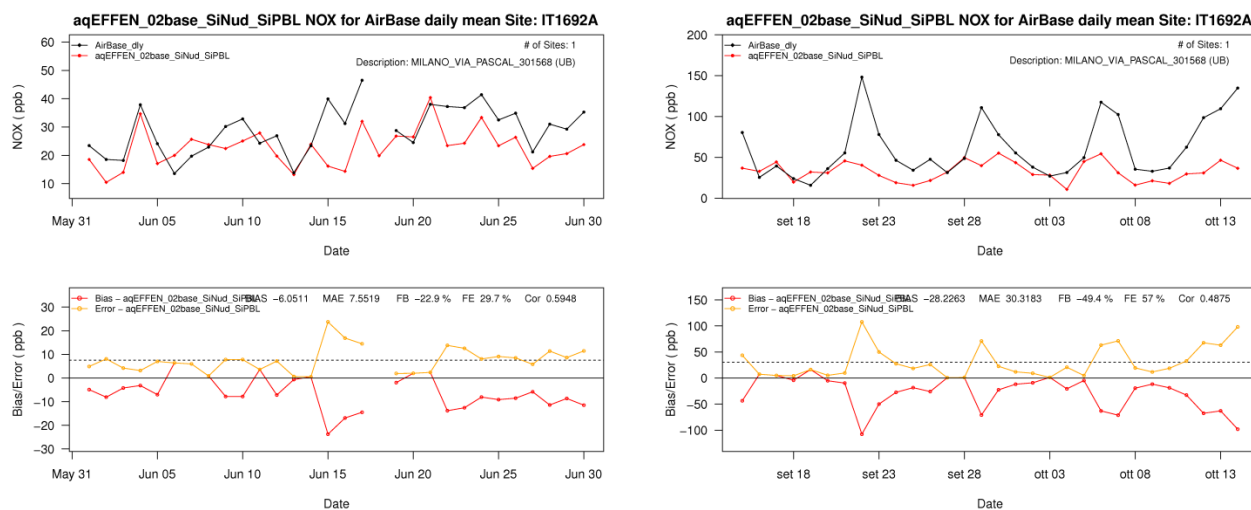 aqEFFEN_02base_SiNud_SiPBL NOX for AirBase daily mean Site: IT1692A
AirBase_dly
aqEFFEN_02base_SiNud_SiPBL
# of Sites: 1
Description: MILANO_VIA_PASCAL_301568 (UB)
NOX ( ppb )
60
50
40
30
20
10
May 31 Jun 05 Jun 10 Jun 15 Jun 20 Jun 25 Jun 30
Date
Bias − aqEFFEN_02base_SiNud_SiPBL BIAS −6.0511 MAE 7.5519 FB −22.9 % FE 29.7 % Cor 0.5948
Error − aqEFFEN_02base_SiNud_SiPBL
Bias/Error ( ppb )
30
20
10
0
−10
−20
−30
May 31 Jun 05 Jun 10 Jun 15 Jun 20 Jun 25 Jun 30
Date
aqEFFEN_02base_SiNud_SiPBL NOX for AirBase daily mean Site: IT1692A
AirBase_dly
aqEFFEN_02base_SiNud_SiPBL
# of Sites: 1
Description: MILANO_VIA_PASCAL_301568 (UB)
NOX ( ppb )
200
150
100
50
0
set 18 set 23 set 28 ott 03 ott 08 ott 13
Date
Bias − aqEFFEN_02base_SiNud_SiPBL BIAS −28.2263 MAE 30.3183 FB −49.4 % FE 57 % Cor 0.4875
Error − aqEFFEN_02base_SiNud_SiPBL
Bias/Error ( ppb )
150
100
50
0
−50
−100
set 18 set 23 set 28 ott 03 ott 08 ott 13
Date